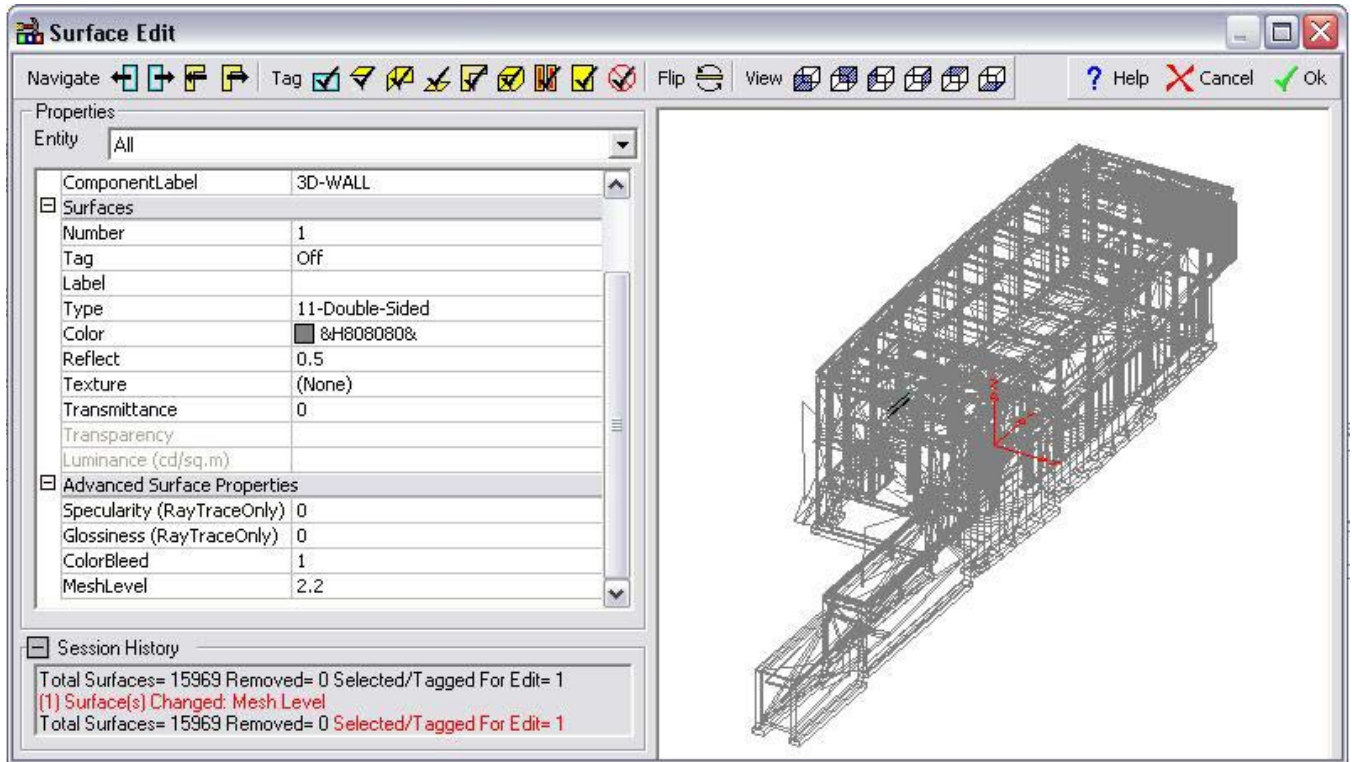 Surface Edit
Navigate Tag Flip View ? Help Cancel Ok
Properties
Entity All
ComponentLabel 3D-WALL
Surfaces
Number 1
Tag Off
Label
Type 11-Double-Sided
Color &H808080&
Reflect 0.5
Texture (None)
Transmittance 0
Transparency
Luminance (cd/sq.m)
Advanced Surface Properties
Specularity (RayTraceOnly) 0
Glossiness (RayTraceOnly) 0
ColorBleed 1
MeshLevel 2.2
Session History
Total Surfaces= 15969 Removed= 0 Selected/Tagged For Edit= 1
(1) Surface(s) Changed: Mesh Level
Total Surfaces= 15969 Removed= 0 Selected/Tagged For Edit= 1